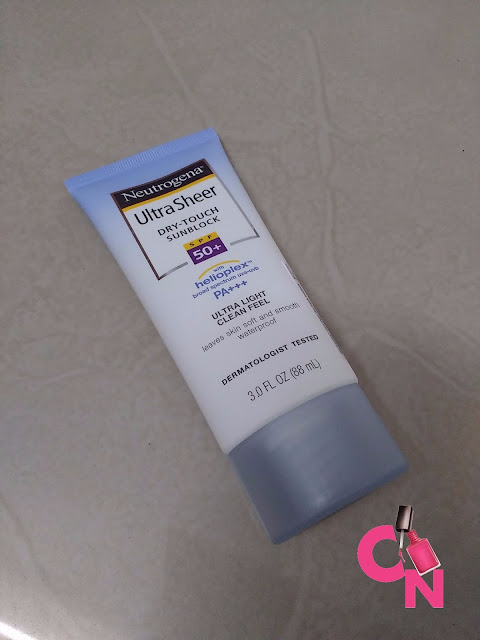 Neutrogena
Ultra Sheer
DRY-TOUCH
SUNBLOCK
SPF
50+
with
helioplex™
broad spectrum uva-uvb
PA+++
ULTRA LIGHT
CLEAN FEEL
leaves skin soft and smooth
waterproof
DERMATOLOGIST TESTED
3.0 FL OZ (88 mL)
CN